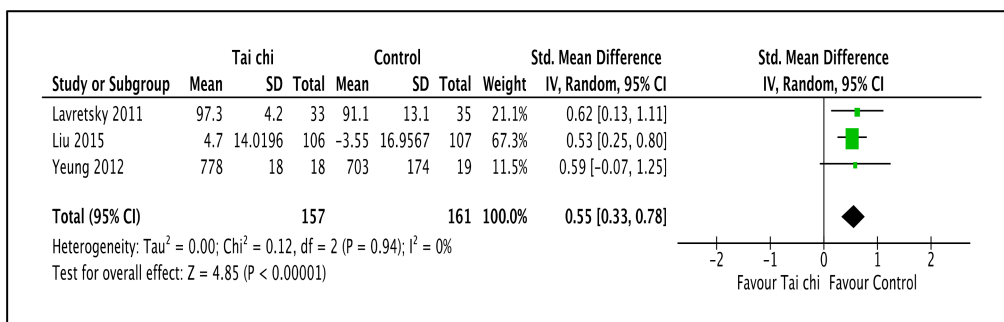 Tai chi Control Std. Mean Difference Std. Mean Difference
Study or Subgroup Mean SD Total Mean SD Total Weight IV, Random, 95% CI IV, Random, 95% CI
Lavretsky 2011 97.3 4.2 33 91.1 13.1 35 21.1% 0.62 [0.13, 1.11]
Liu 2015 4.7 14.0196 106 −3.55 16.9567 107 67.3% 0.53 [0.25, 0.80]
Yeung 2012 778 18 18 703 174 19 11.5% 0.59 [−0.07, 1.25]
Total (95% CI) 157 161 100.0% 0.55 [0.33, 0.78]
Heterogeneity: Tau² = 0.00; Chi² = 0.12, df = 2 (P = 0.94); I² = 0%
Test for overall effect: Z = 4.85 (P < 0.00001)
−2 −1 0 1 2
Favour Tai chi Favour Control